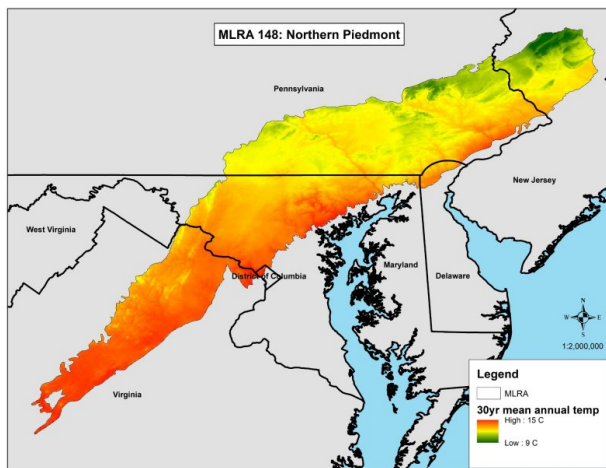 MLRA 148: Northern Piedmont
Pennsylvania
New Jersey
West Virginia
District of Columbia
Maryland
Delaware
Virginia
N
W E
S
1:2,000,000
Legend
MLRA
30yr mean annual temp
High : 15 C
Low : 9 C